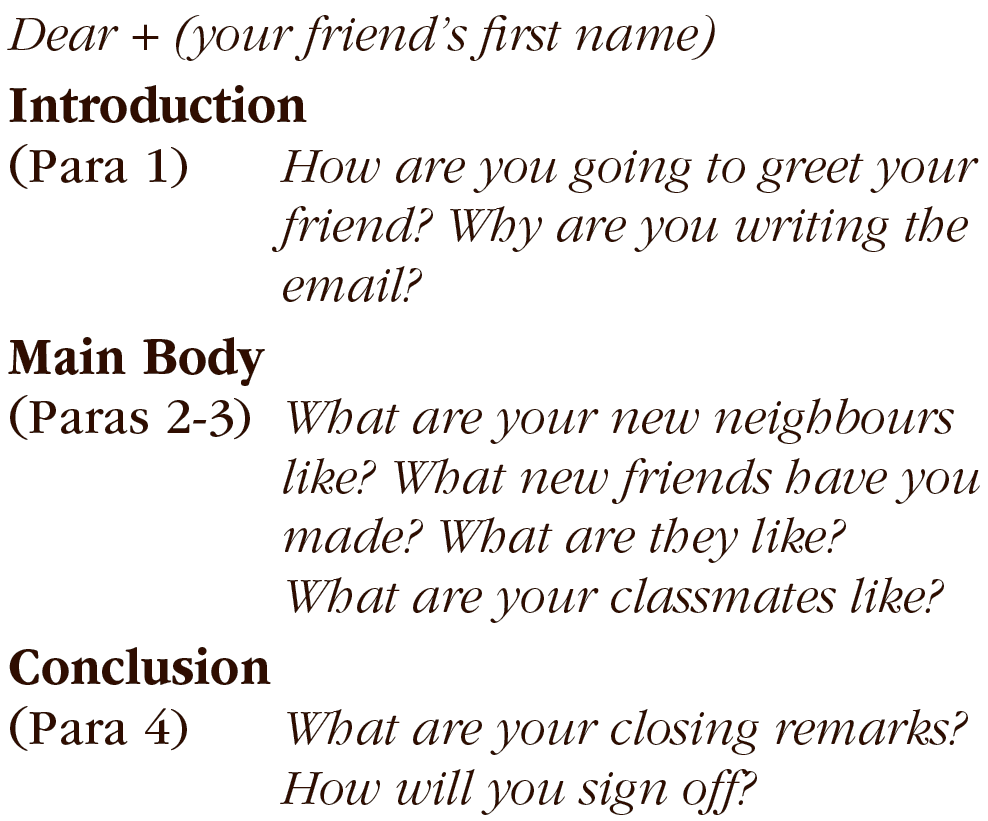 Dear + (your friend’s first name)
Introduction
(Para 1) How are you going to greet your
friend? Why are you writing the
email?
Main Body
(Paras 2-3) What are your new neighbours
like? What new friends have you
made? What are they like?
What are your classmates like?
Conclusion
(Para 4) What are your closing remarks?
How will you sign off?